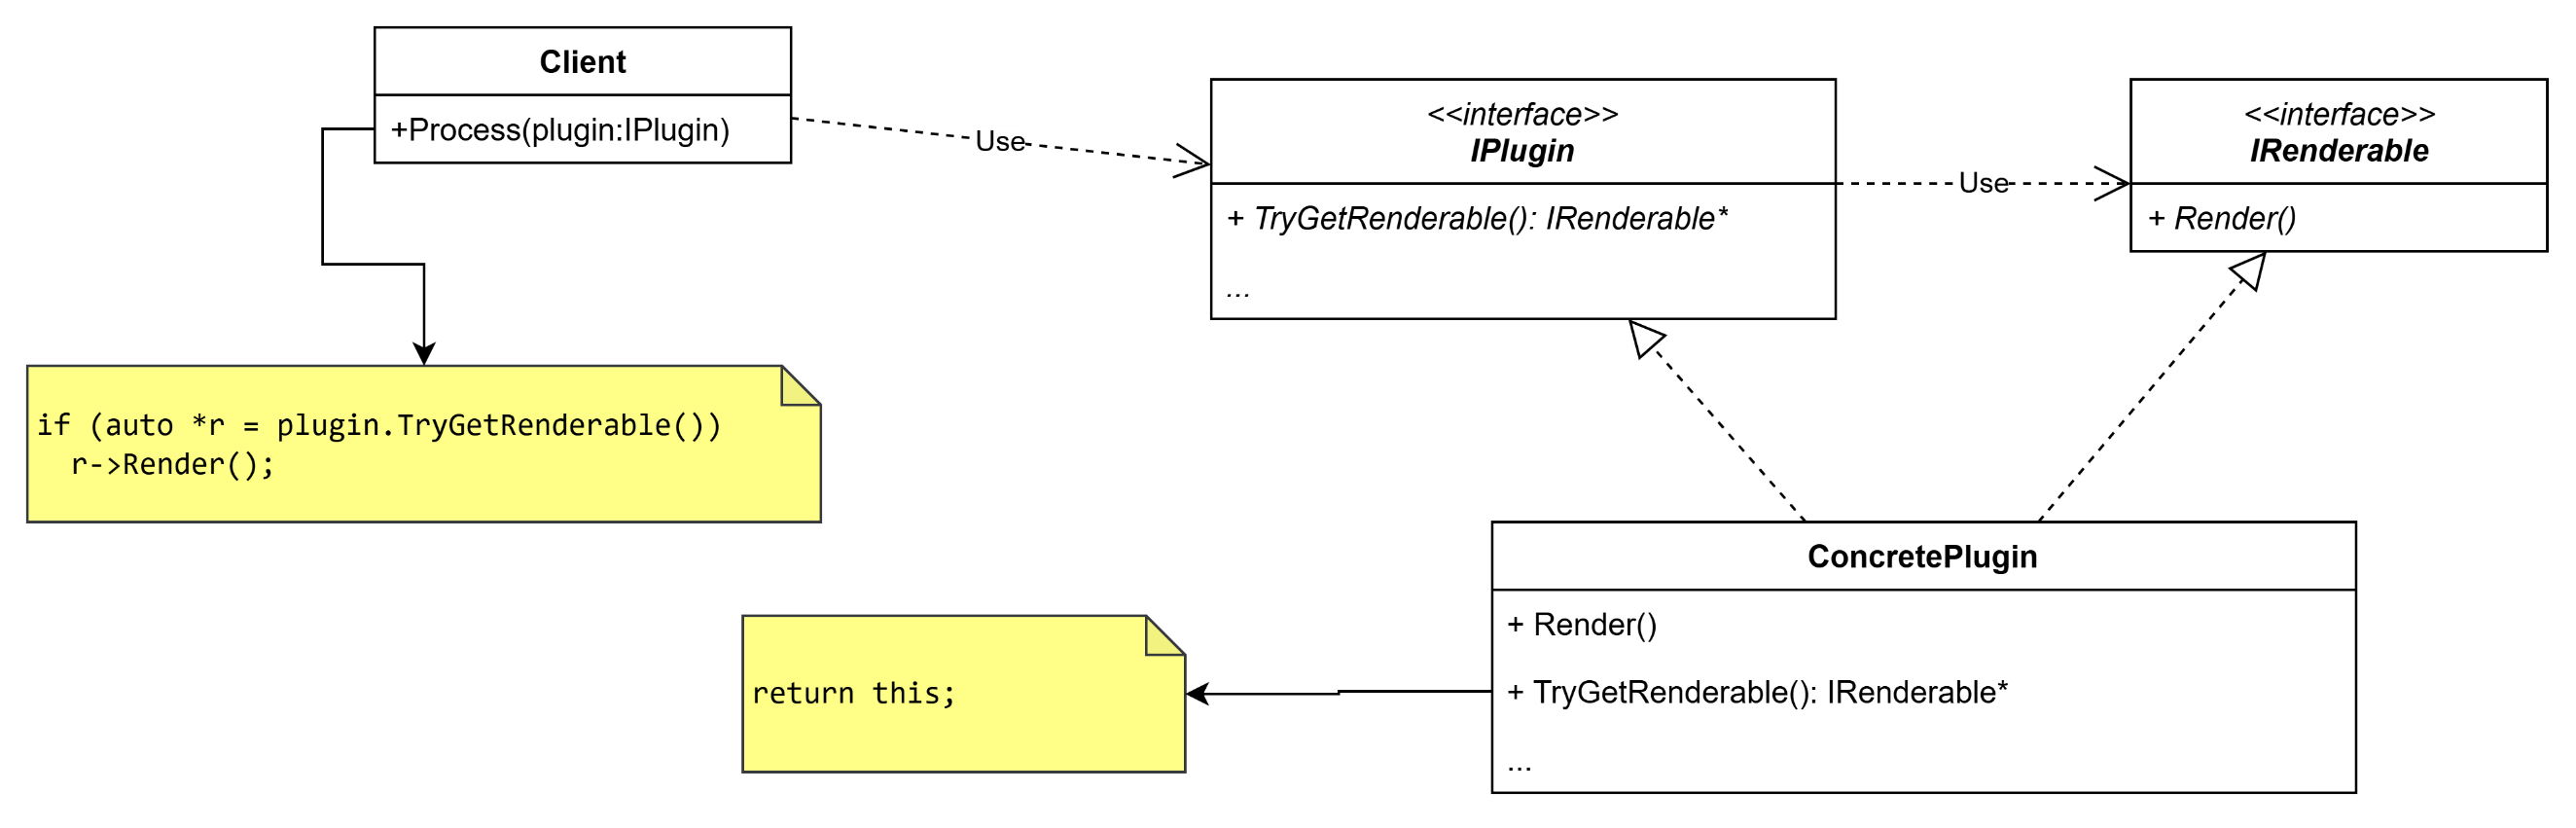 Client
+Process(plugin:IPlugin)
Use
<<interface>>
IPlugin
+ TryGetRenderable(): IRenderable*
...
Use
<<interface>>
IRenderable
+ Render()
if (auto *r = plugin.TryGetRenderable())
  r->Render();
ConcretePlugin
+ Render()
+ TryGetRenderable(): IRenderable*
...
return this;